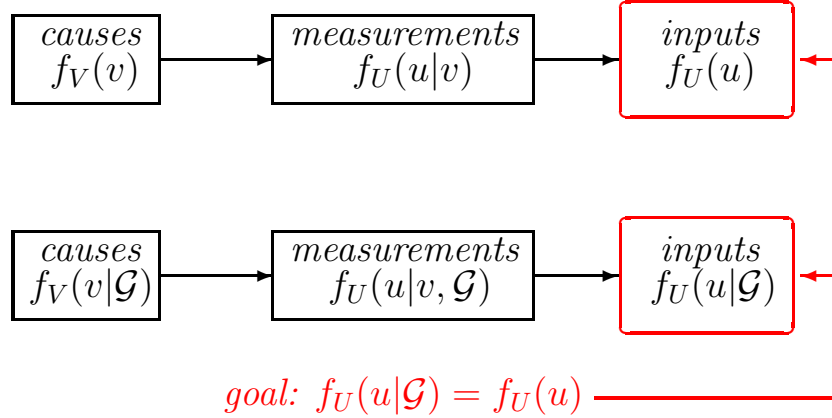 causes
f_V(v)
measurements
f_U(u|v)
inputs
f_U(u)
causes
f_V(v|𝒢)
measurements
f_U(u|v, 𝒢)
inputs
f_U(u|𝒢)
goal: f_U(u|𝒢) = f_U(u)